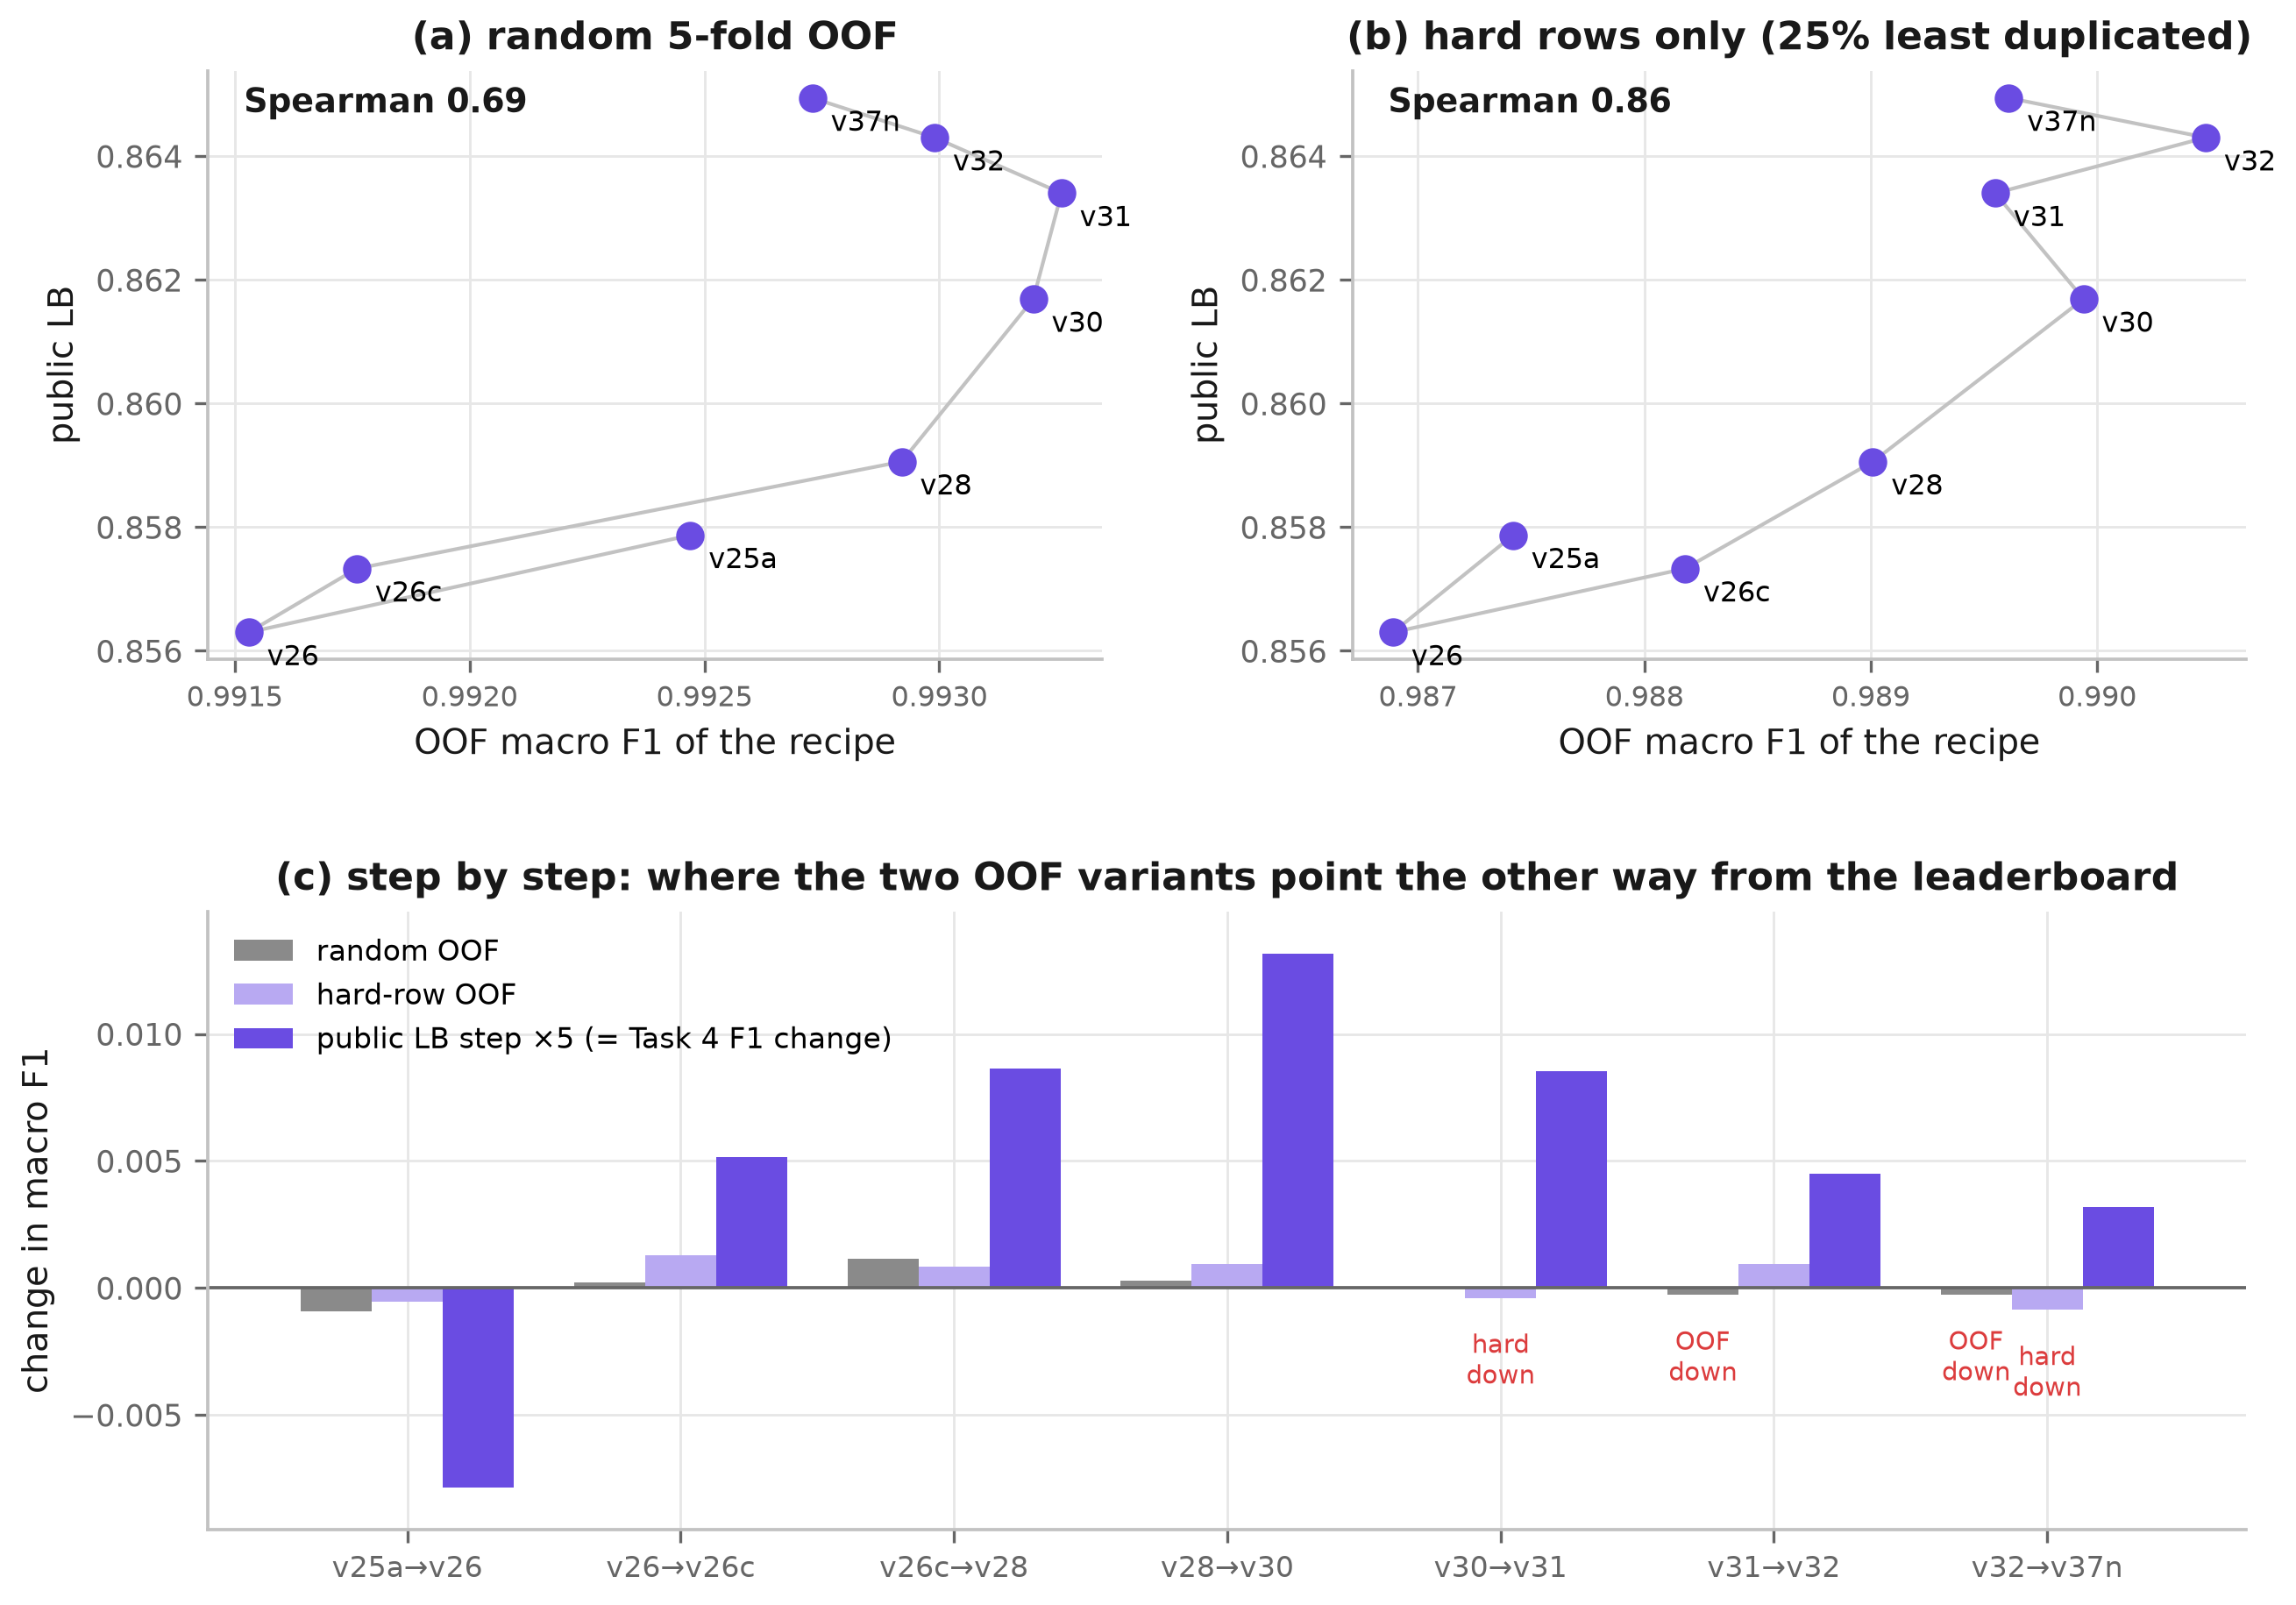 (a) random 5-fold OOF
Spearman 0.69
public LB
0.864
0.862
0.860
0.858
0.856
v37n
v32
v31
v30
v28
v25a
v26c
v26
0.9915
0.9920
0.9925
0.9930
OOF macro F1 of the recipe
(b) hard rows only (25% least duplicated)
Spearman 0.86
public LB
0.864
0.862
0.860
0.858
0.856
v37n
v32
v31
v30
v28
v25a
v26c
v26
0.987
0.988
0.989
0.990
OOF macro F1 of the recipe
(c) step by step: where the two OOF variants point the other way from the leaderboard
random OOF
hard-row OOF
public LB step ×5 (= Task 4 F1 change)
change in macro F1
0.010
0.005
0.000
−0.005
hard
down
OOF
down
OOF
down
hard
down
v25a→v26
v26→v26c
v26c→v28
v28→v30
v30→v31
v31→v32
v32→v37n